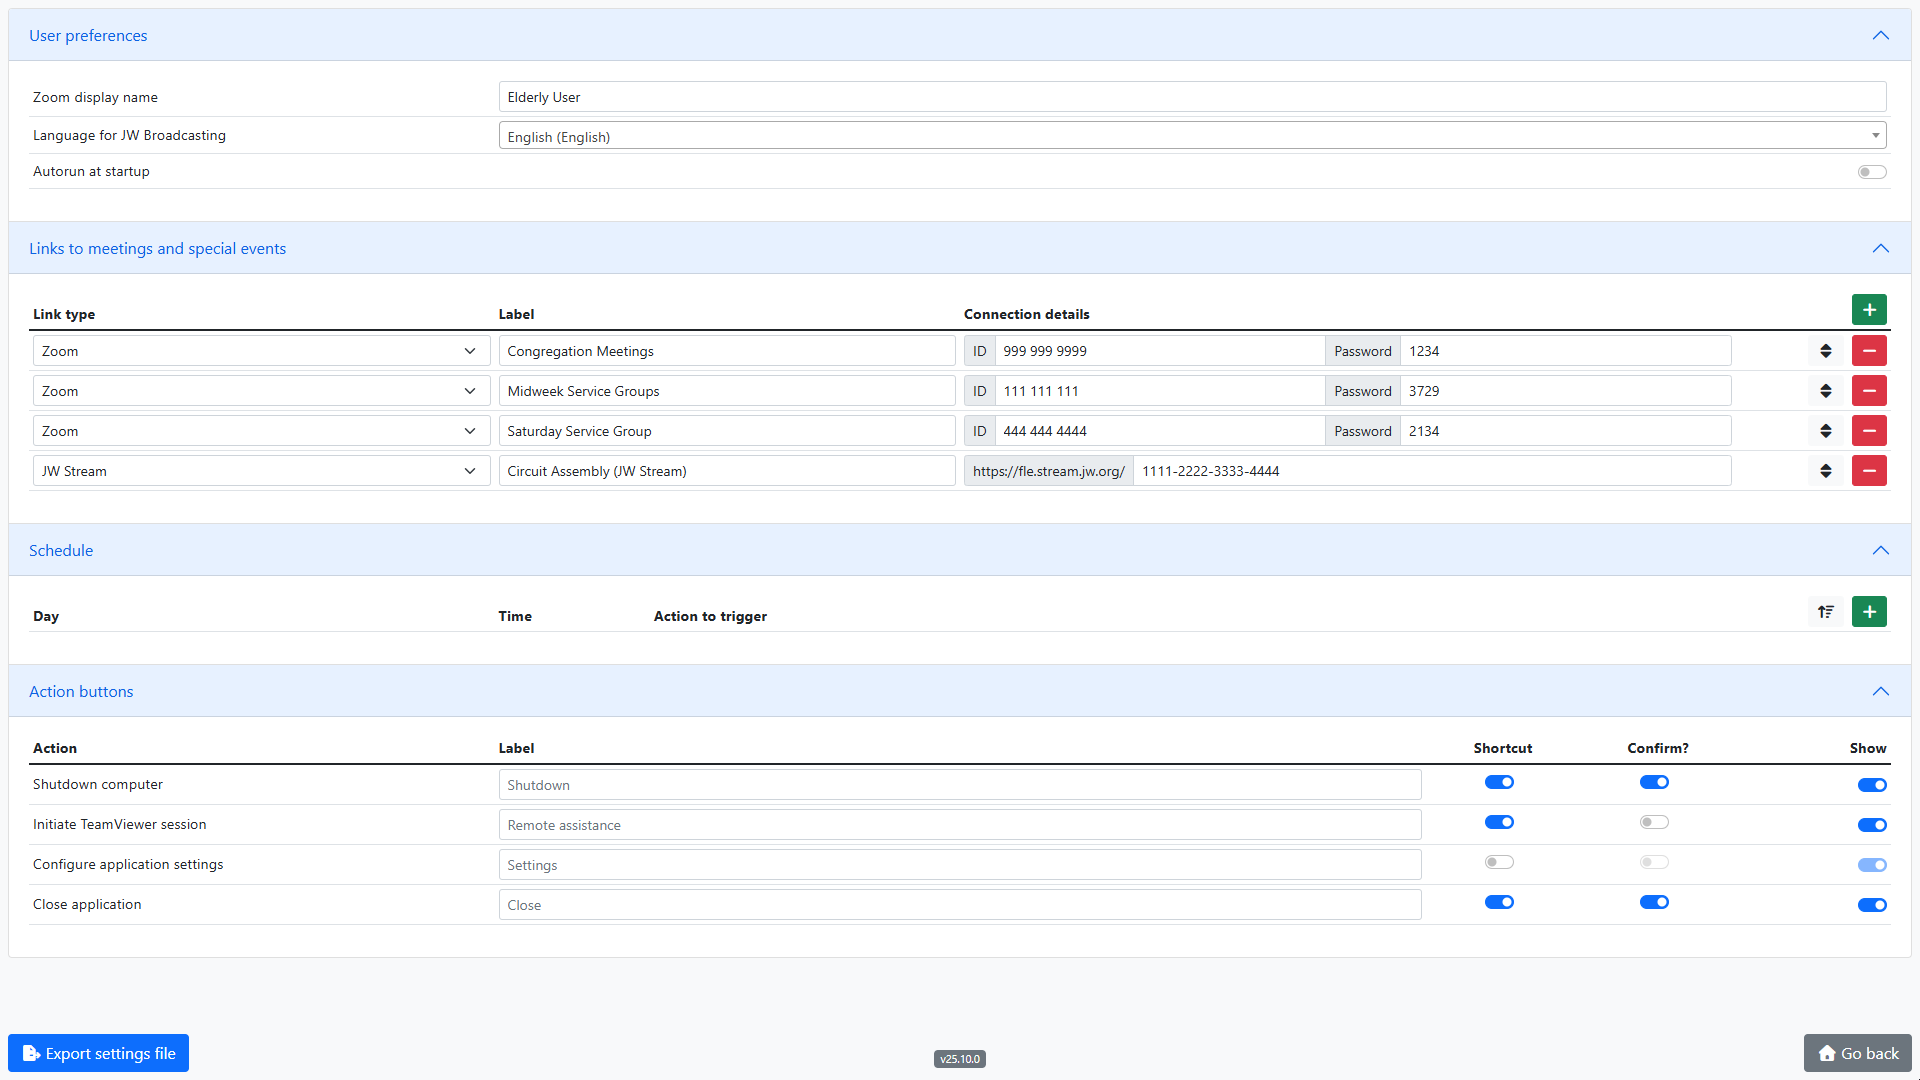 User preferences
Zoom display name Elderly User
Language for JW Broadcasting English (English)
Autorun at startup
Links to meetings and special events
Link type Label Connection details
Zoom Congregation Meetings ID 999 999 9999 Password 1234
Zoom Midweek Service Groups ID 111 111 111 Password 3729
Zoom Saturday Service Group ID 444 444 4444 Password 2134
JW Stream Circuit Assembly (JW Stream) https://fle.stream.jw.org/ 1111-2222-3333-4444
Schedule
Day Time Action to trigger
Action buttons
Action Label Shortcut Confirm? Show
Shutdown computer Shutdown
Initiate TeamViewer session Remote assistance
Configure application settings Settings
Close application Close
Export settings file v25.10.0 Go back